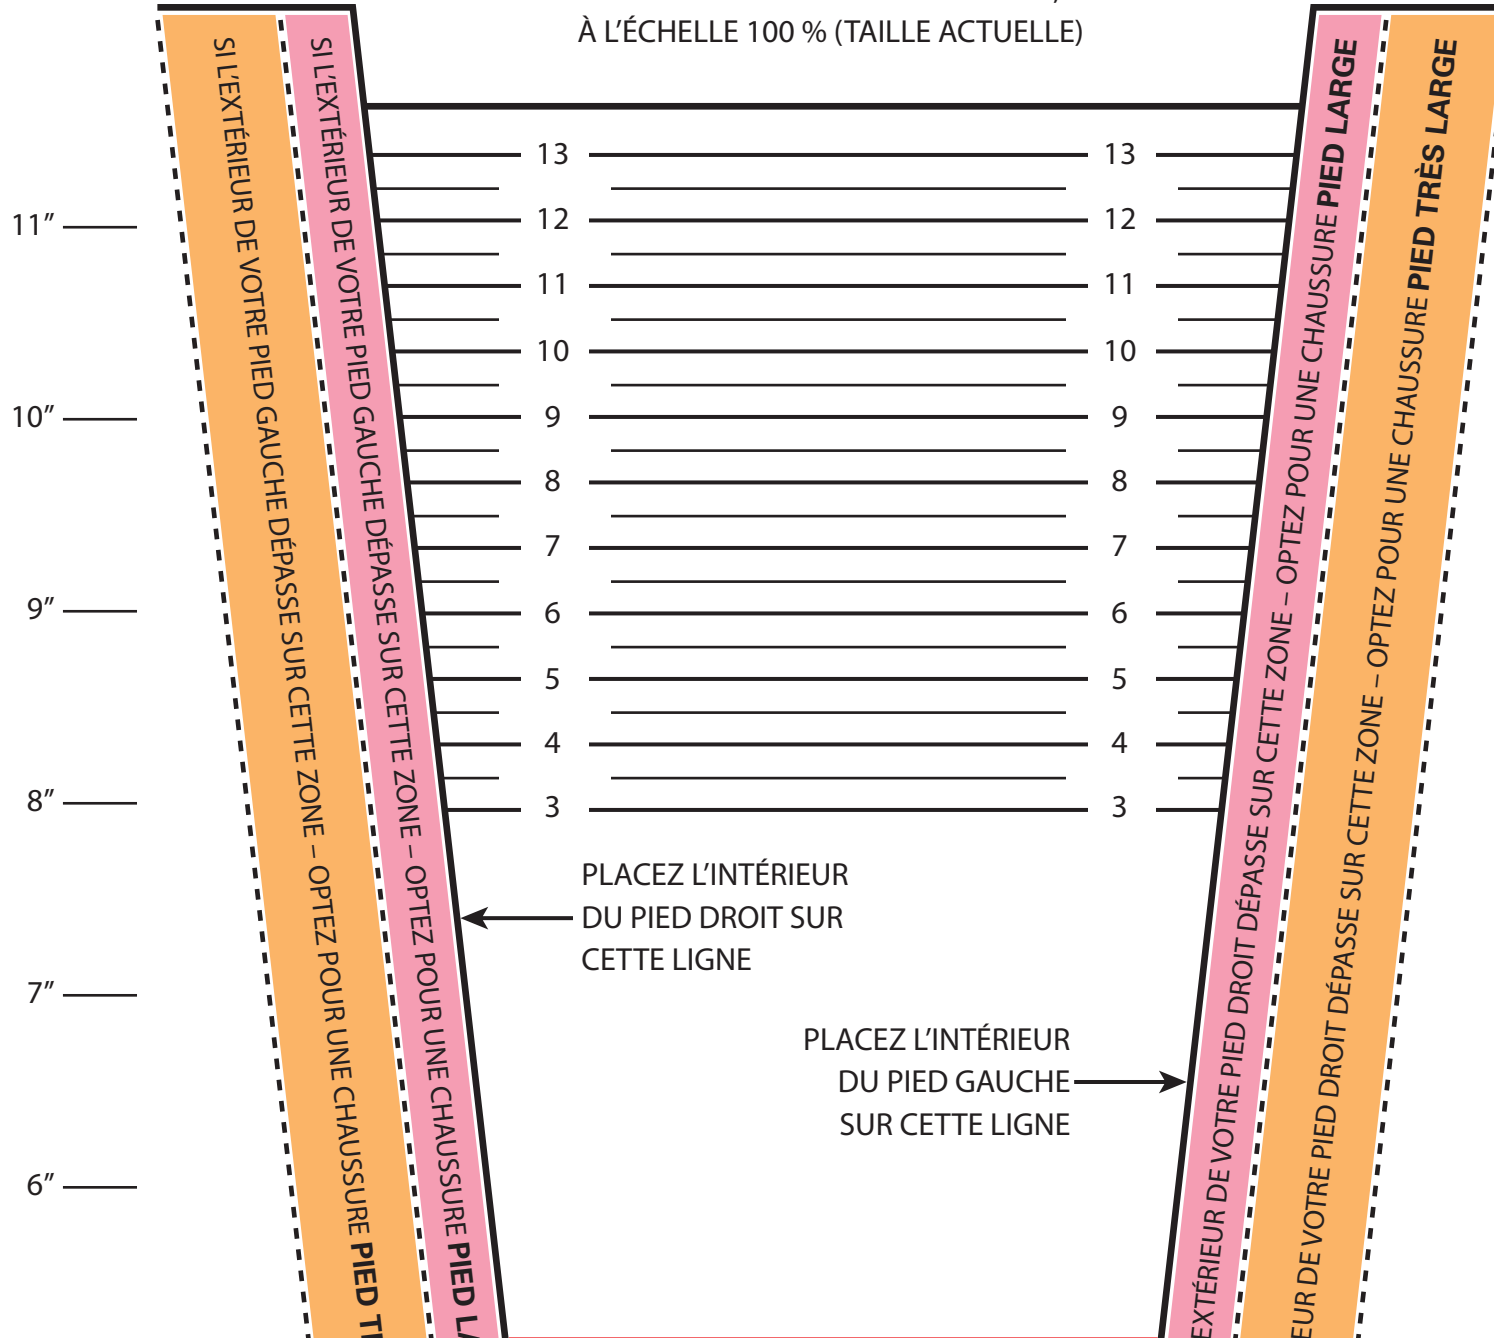 À L’ÉCHELLE 100 % (TAILLE ACTUELLE)
SI L’EXTÉRIEUR DE VOTRE PIED GAUCHE DÉPASSE SUR CETTE ZONE – OPTEZ POUR UNE CHAUSSURE PIED
SI L’EXTÉRIEUR DE VOTRE PIED GAUCHE DÉPASSE SUR CETTE ZONE – OPTEZ POUR UNE CHAUSSURE PIED
EXTÉRIEUR DE VOTRE PIED DROIT DÉPASSE SUR CETTE ZONE – OPTEZ POUR UNE CHAUSSURE PIED LARGE
EUR DE VOTRE PIED DROIT DÉPASSE SUR CETTE ZONE – OPTEZ POUR UNE CHAUSSURE PIED TRÈS LARGE
11”
10”
9”
8”
7”
6”
13 13
12 12
11 11
10 10
9 9
8 8
7 7
6 6
5 5
4 4
3 3
PLACEZ L’INTÉRIEUR
DU PIED DROIT SUR
CETTE LIGNE
PLACEZ L’INTÉRIEUR
DU PIED GAUCHE
SUR CETTE LIGNE